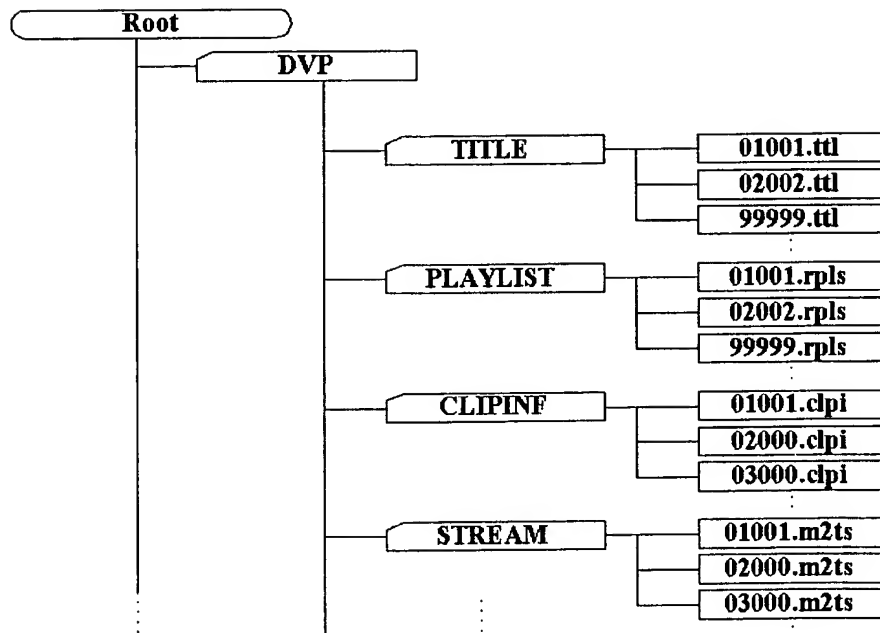 Root
DVP
TITLE
01001.ttl
02002.ttl
99999.ttl
PLAYLIST
01001.rpls
02002.rpls
99999.rpls
CLIPINF
01001.clpi
02000.clpi
03000.clpi
STREAM
01001.m2ts
02000.m2ts
03000.m2ts